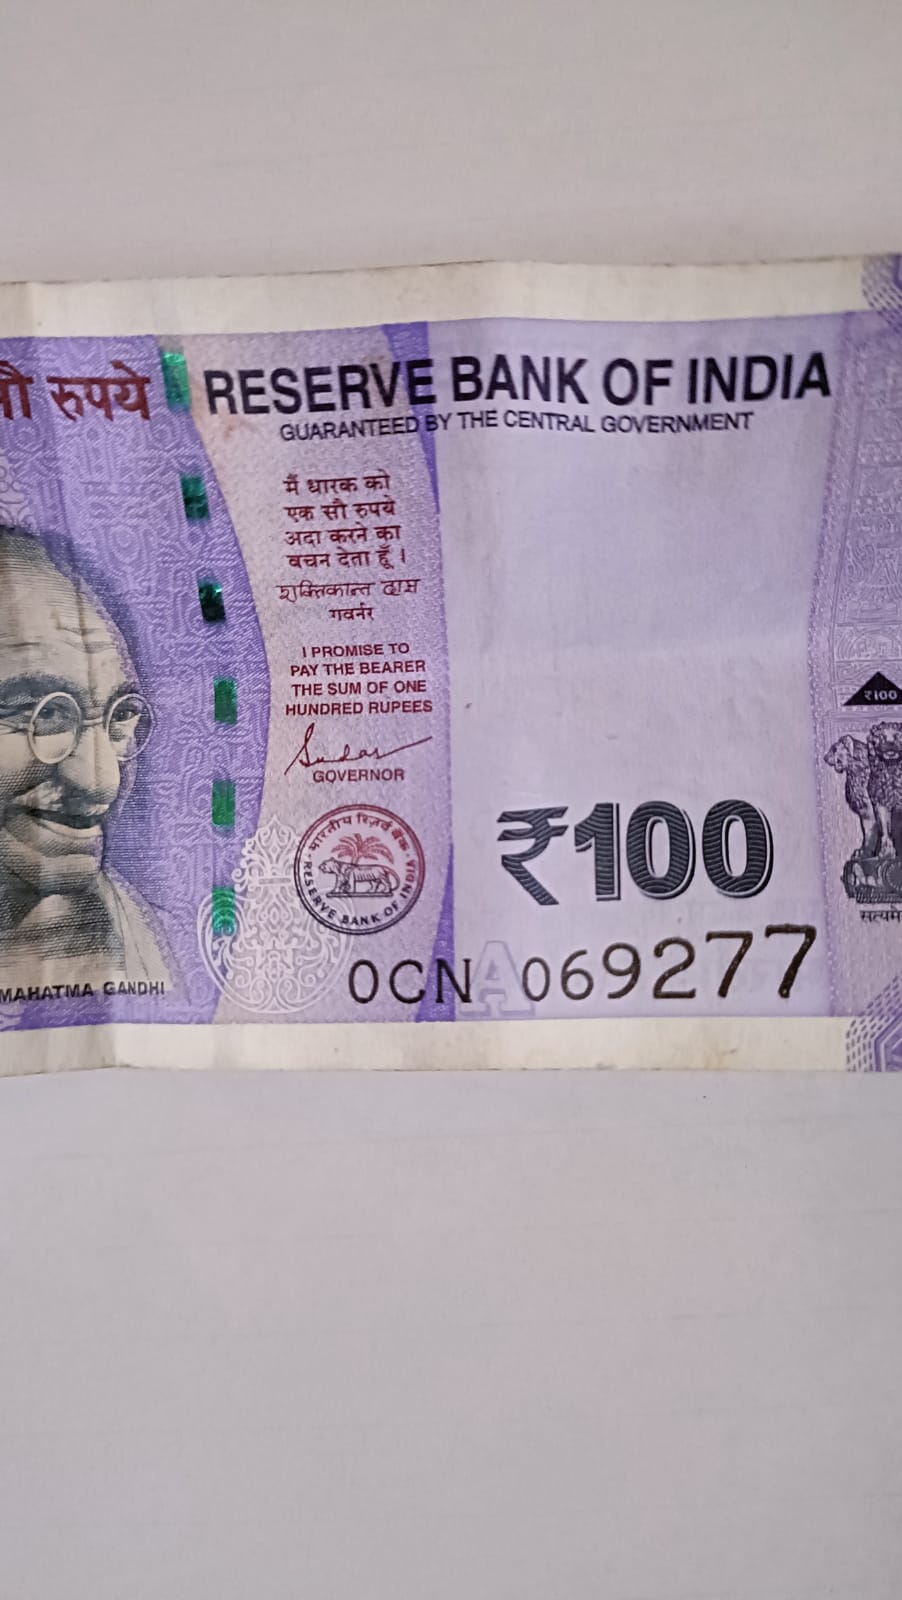 सौ रुपये
RESERVE BANK OF INDIA
GUARANTEED BY THE CENTRAL GOVERNMENT
मैं धारक को
एक सौ रुपये
अदा करने का
वचन देता हूँ।
शक्तिकान्त दास
गवर्नर
I PROMISE TO
PAY THE BEARER
THE SUM OF ONE
HUNDRED RUPEES
GOVERNOR
₹100
भारतीय रिज़र्व बैंक
RESERVE BANK OF INDIA
₹100
0CN A 069277
MAHATMA GANDHI